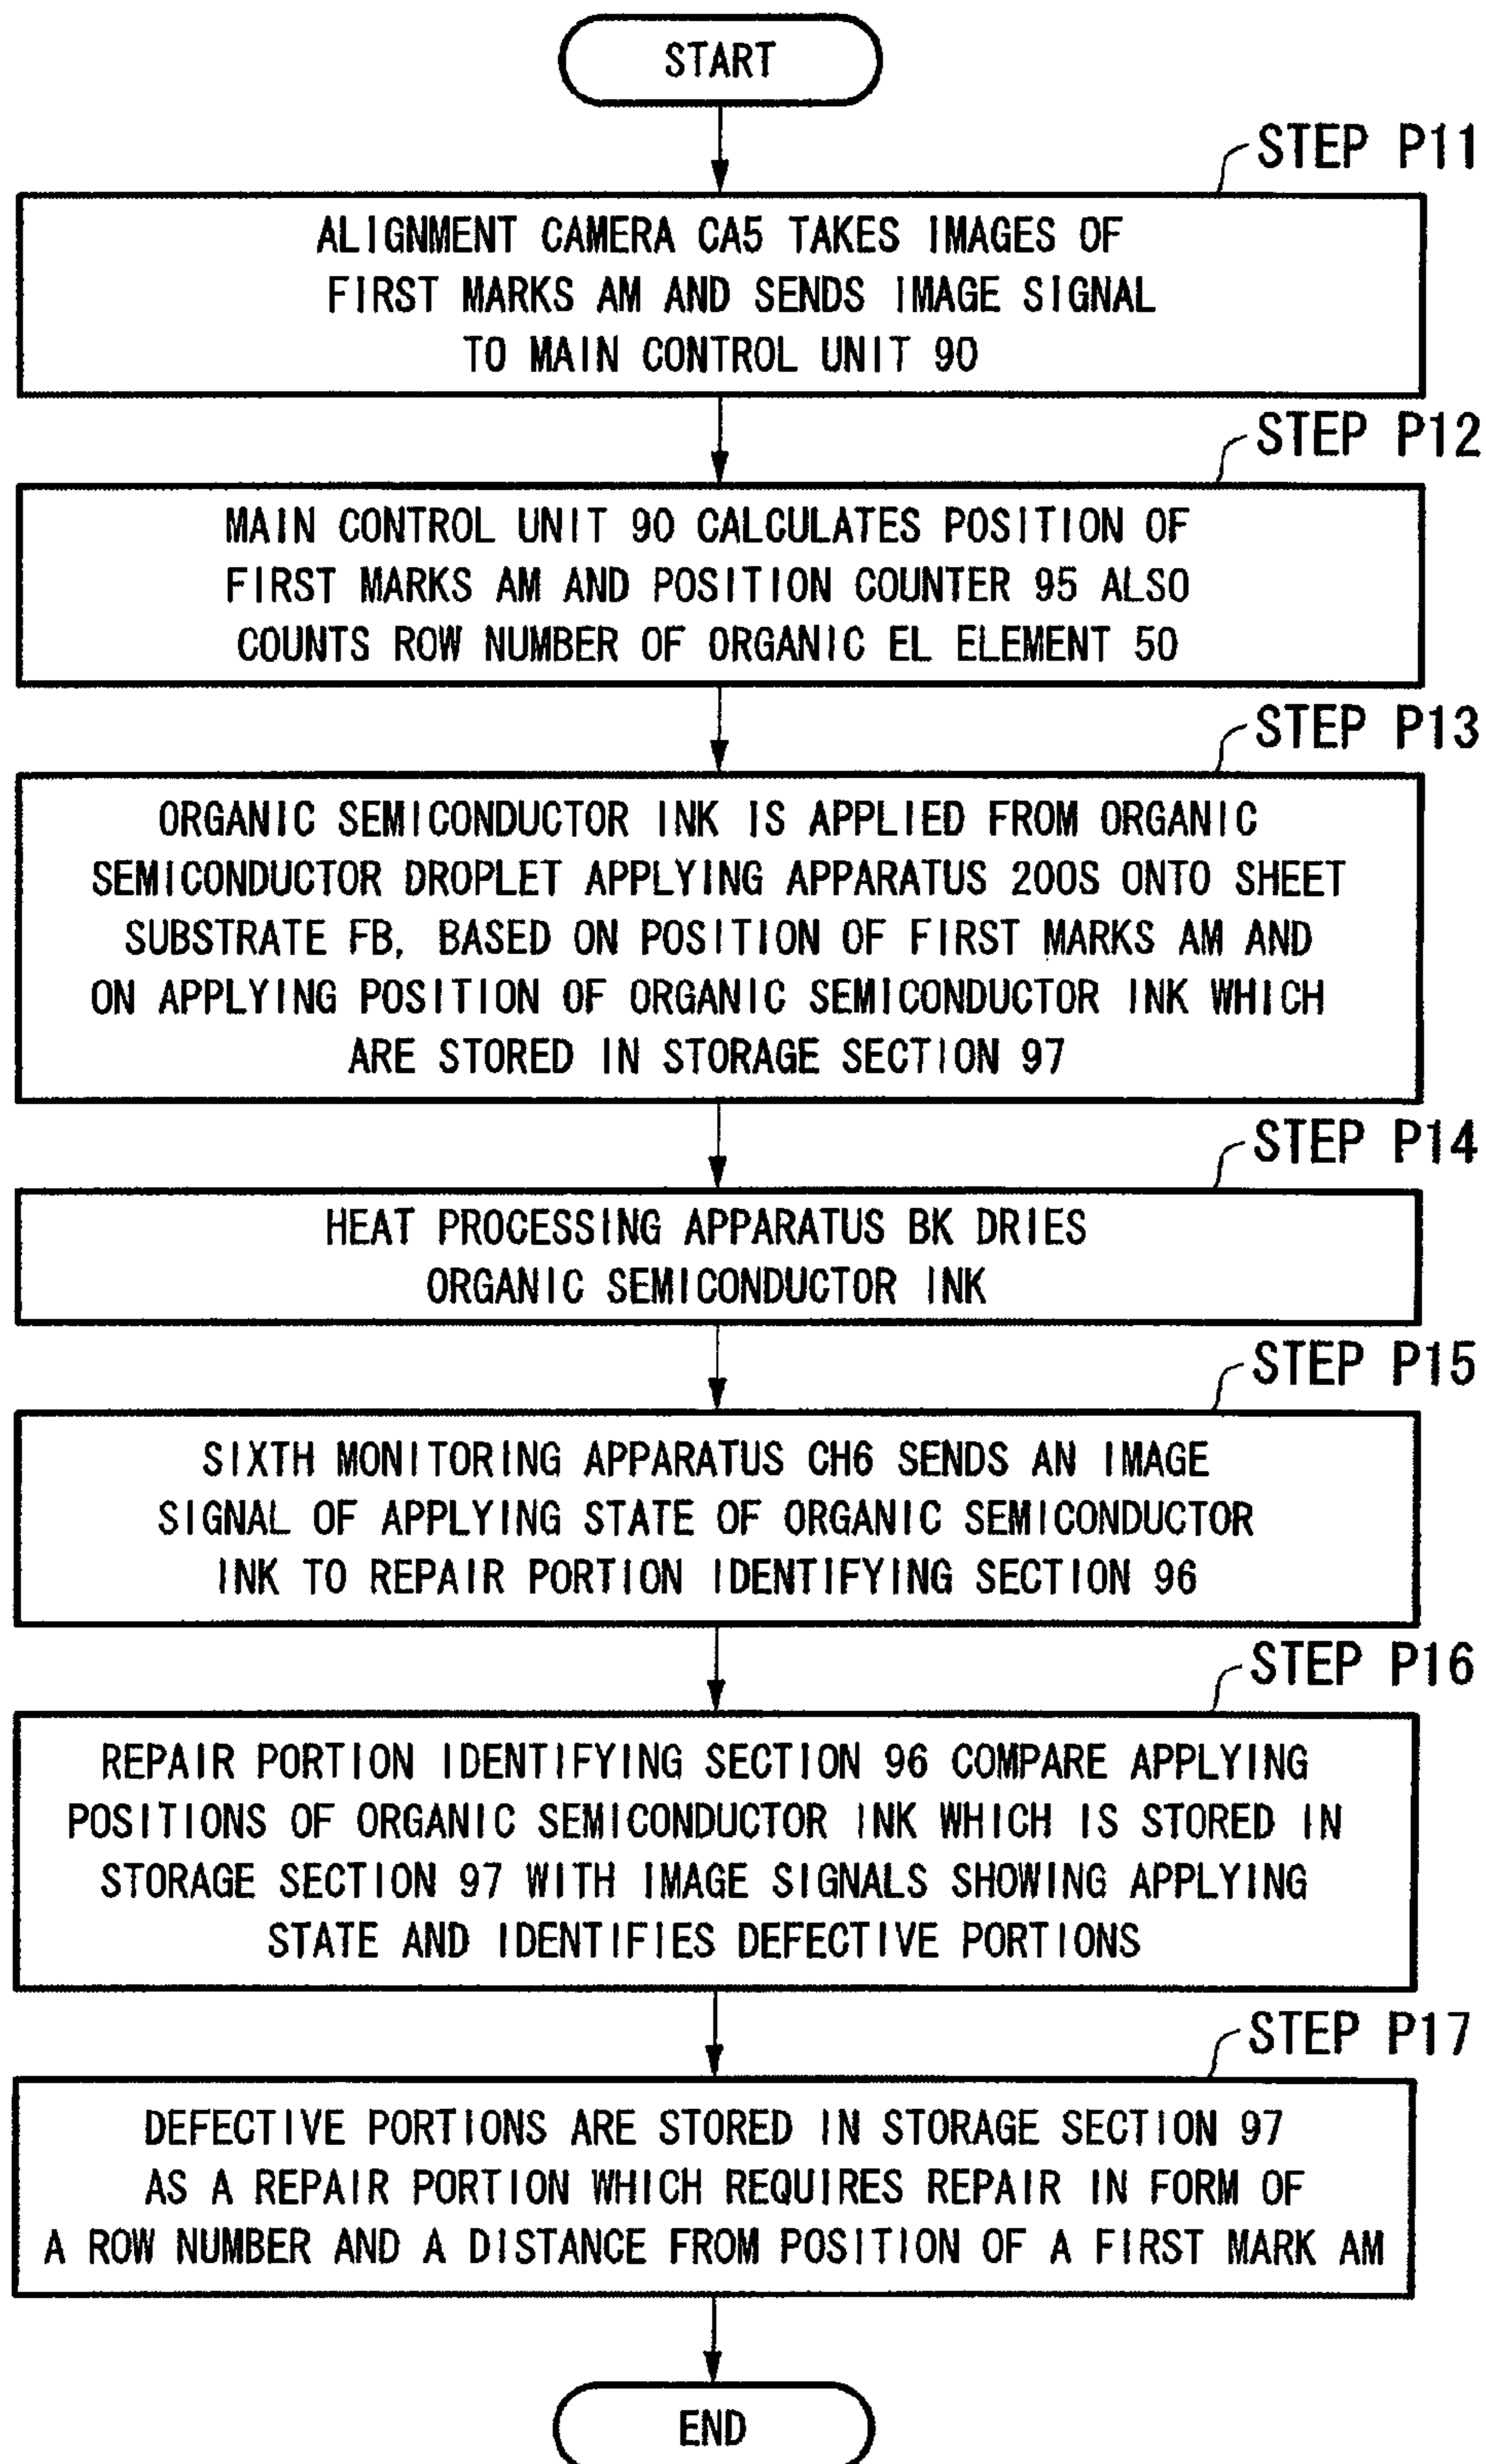 START
STEP P11
ALIGNMENT CAMERA CA5 TAKES IMAGES OF
FIRST MARKS AM AND SENDS IMAGE SIGNAL
TO MAIN CONTROL UNIT 90
STEP P12
MAIN CONTROL UNIT 90 CALCULATES POSITION OF
FIRST MARKS AM AND POSITION COUNTER 95 ALSO
COUNTS ROW NUMBER OF ORGANIC EL ELEMENT 50
STEP P13
ORGANIC SEMICONDUCTOR INK IS APPLIED FROM ORGANIC
SEMICONDUCTOR DROPLET APPLYING APPARATUS 200S ONTO SHEET
SUBSTRATE FB, BASED ON POSITION OF FIRST MARKS AM AND
ON APPLYING POSITION OF ORGANIC SEMICONDUCTOR INK WHICH
ARE STORED IN STORAGE SECTION 97
STEP P14
HEAT PROCESSING APPARATUS BK DRIES
ORGANIC SEMICONDUCTOR INK
STEP P15
SIXTH MONITORING APPARATUS CH6 SENDS AN IMAGE
SIGNAL OF APPLYING STATE OF ORGANIC SEMICONDUCTOR
INK TO REPAIR PORTION IDENTIFYING SECTION 96
STEP P16
REPAIR PORTION IDENTIFYING SECTION 96 COMPARE APPLYING
POSITIONS OF ORGANIC SEMICONDUCTOR INK WHICH IS STORED IN
STORAGE SECTION 97 WITH IMAGE SIGNALS SHOWING APPLYING
STATE AND IDENTIFIES DEFECTIVE PORTIONS
STEP P17
DEFECTIVE PORTIONS ARE STORED IN STORAGE SECTION 97
AS A REPAIR PORTION WHICH REQUIRES REPAIR IN FORM OF
A ROW NUMBER AND A DISTANCE FROM POSITION OF A FIRST MARK AM
END